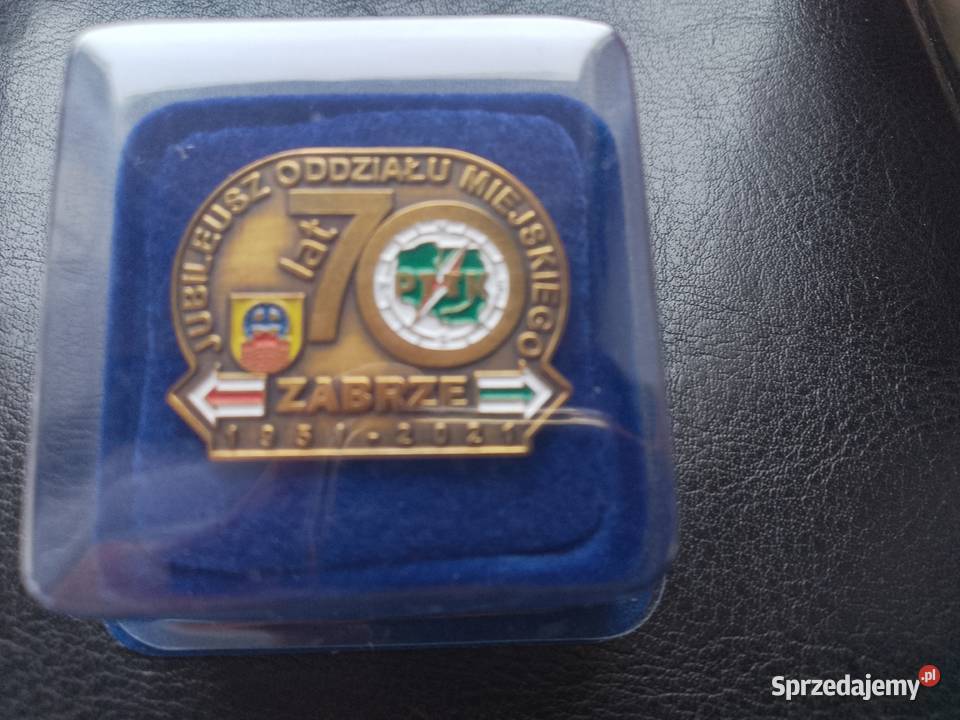 JUBILEUSZ ODDZIAŁU MIEJSKIEGO
70
lat
PTTK
ZABRZE
1951-2021
Sprzedajemy.pl